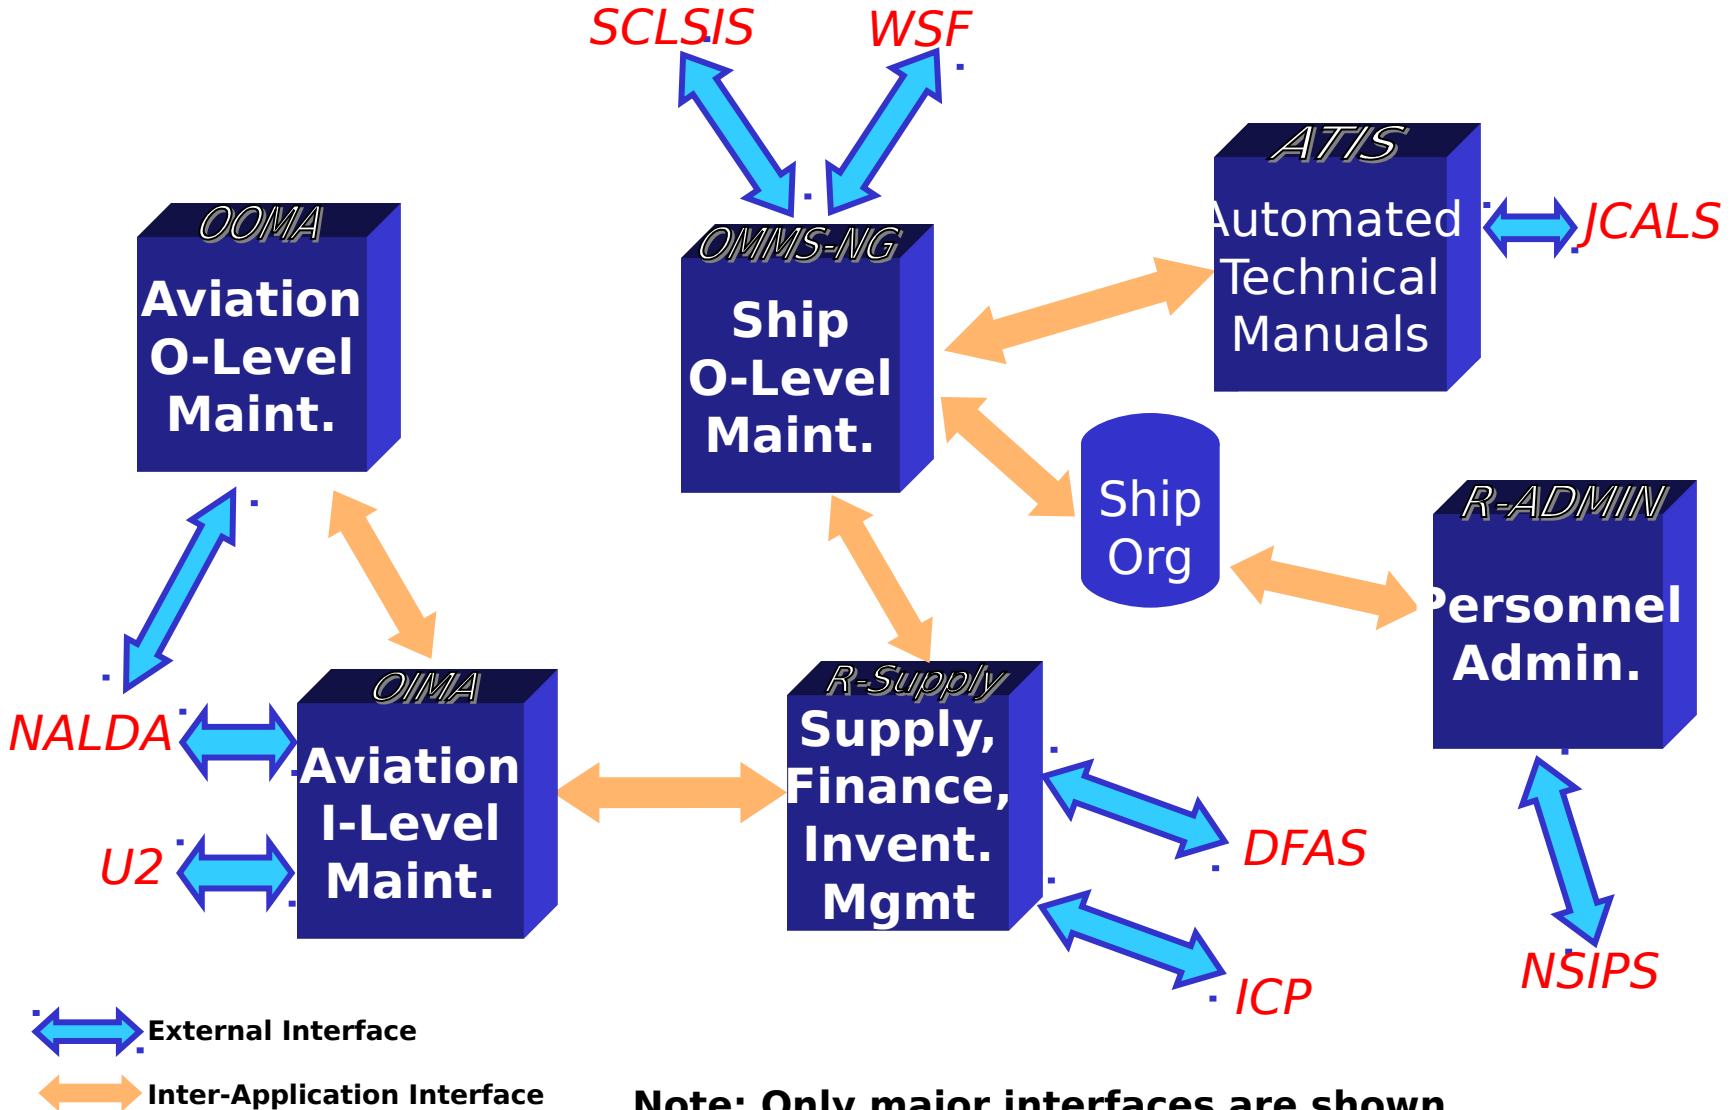 SCLSIS
WSF
ATIS
Automated
Technical
Manuals
JCALS
OOMA
Aviation
O-Level
Maint.
OMMS-NG
Ship
O-Level
Maint.
Ship
Org
R-ADMIN
Personnel
Admin.
NALDA
U2
OIMA
Aviation
I-Level
Maint.
R-Supply
Supply,
Finance,
Invent.
Mgmt
DFAS
ICP
NSIPS
External Interface
Inter-Application Interface
Note: Only major interfaces are shown